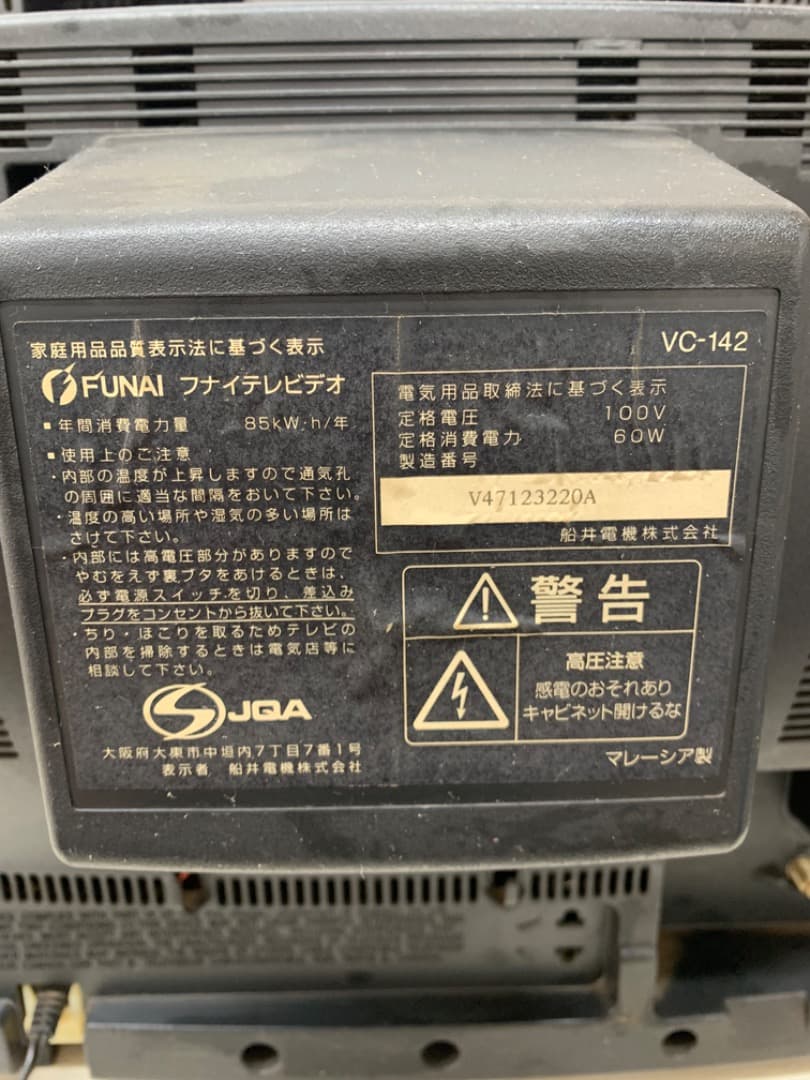 家庭用品品質表示法に基づく表示
VC-142
FUNAI フナイテレビデオ
■ 年間消費電力量 85kW·h/年
■ 使用上のご注意
・内部の温度が上昇しますので通気孔
の周囲に適当な間隔をおいて下さい。
・温度の高い場所や湿気の多い場所は
さけて下さい。
・内部には高電圧部分がありますので
やむをえず裏ブタをあけるときは、
必ず電源スイッチを切り、差込み
プラグをコンセントから抜いて下さい。
・ちり・ほこりを取るためテレビの
内部を掃除するときは電気店等に
相談して下さい。
JQA
大阪府大東市中垣内7丁目7番1号
表示者 船井電機株式会社
電気用品取締法に基づく表示
定格電圧 100V
定格消費電力 60W
製造番号
V47123220A
船井電機株式会社
警告
高圧注意
感電のおそれあり
キャビネット開けるな
マレーシア製